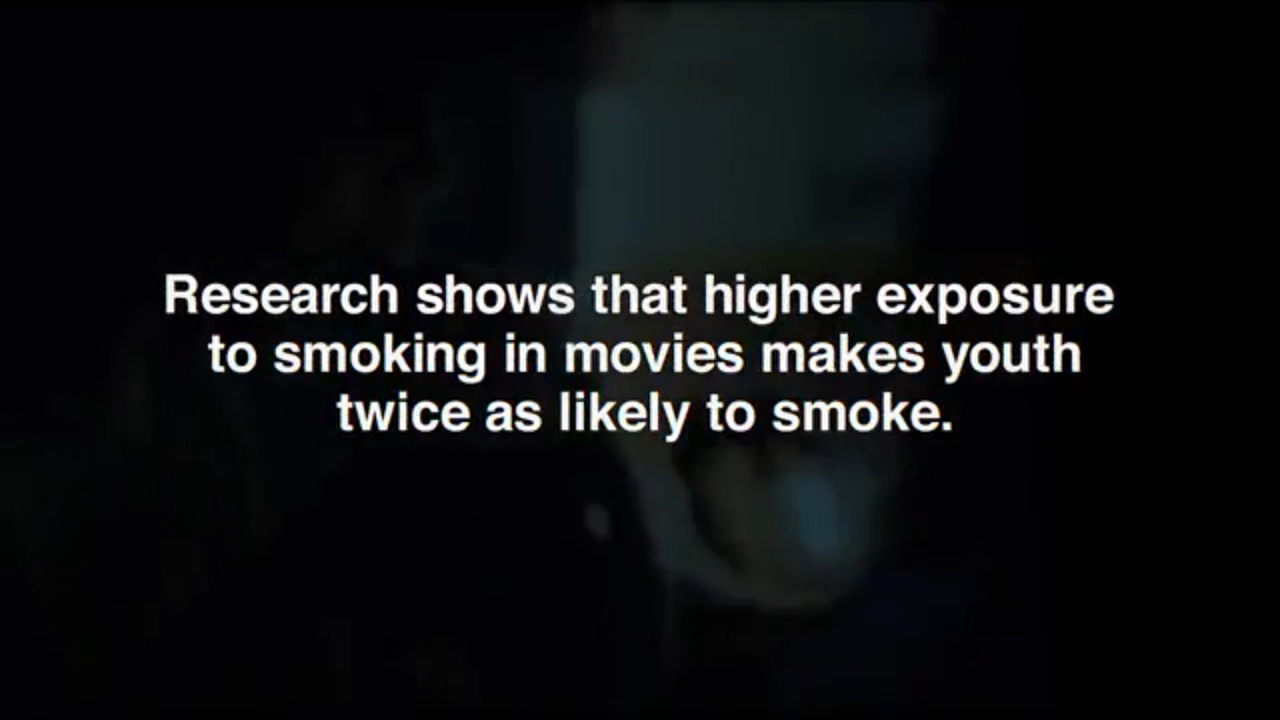 Research shows that higher exposure
to smoking in movies makes youth
twice as likely to smoke.